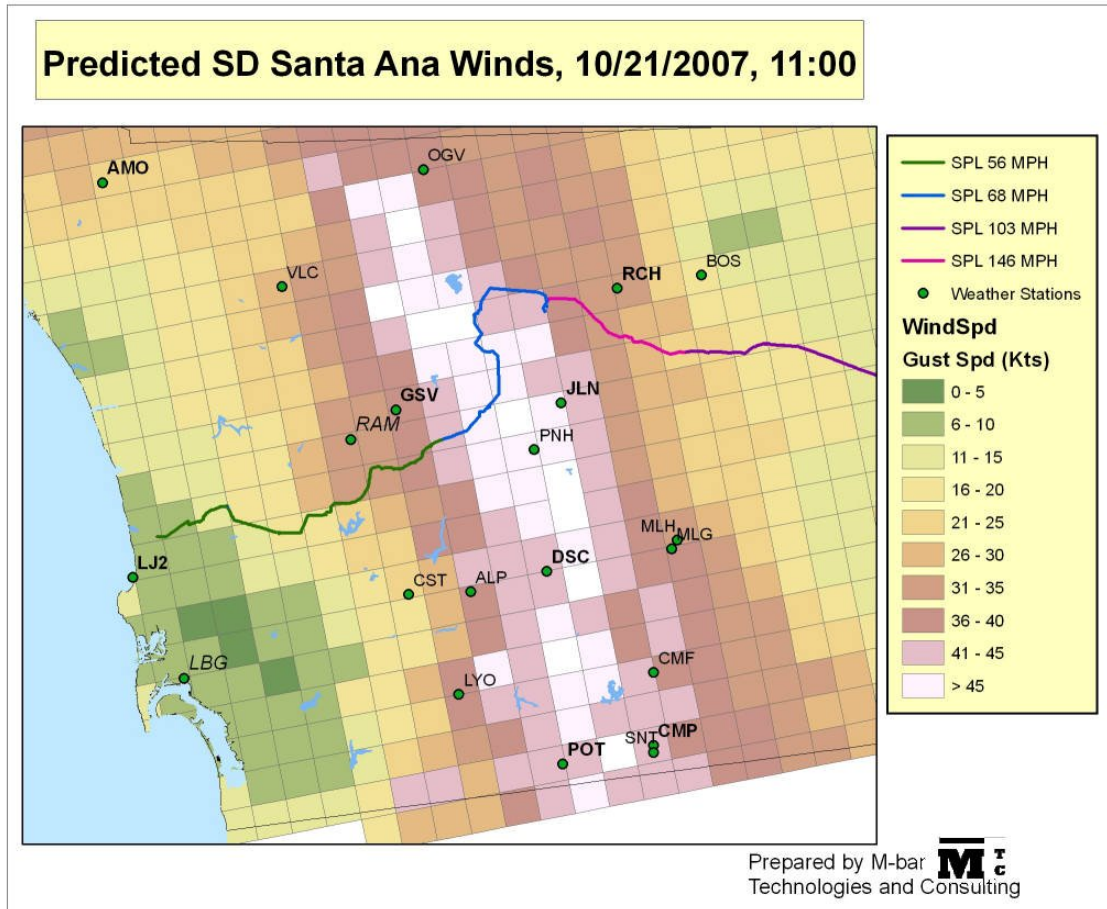 Predicted SD Santa Ana Winds, 10/21/2007, 11:00
AMO
OGV
VLC
RCH
BOS
GSV
RAM
JLN
PNH
MLH
MLG
LJ2
DSC
CST
ALP
LBG
LYO
CMF
POT
SNT
CMP
SPL 56 MPH
SPL 68 MPH
SPL 103 MPH
SPL 146 MPH
Weather Stations
WindSpd
Gust Spd (Kts)
0 - 5
6 - 10
11 - 15
16 - 20
21 - 25
26 - 30
31 - 35
36 - 40
41 - 45
> 45
Prepared by M-bar
Technologies and Consulting
M T C